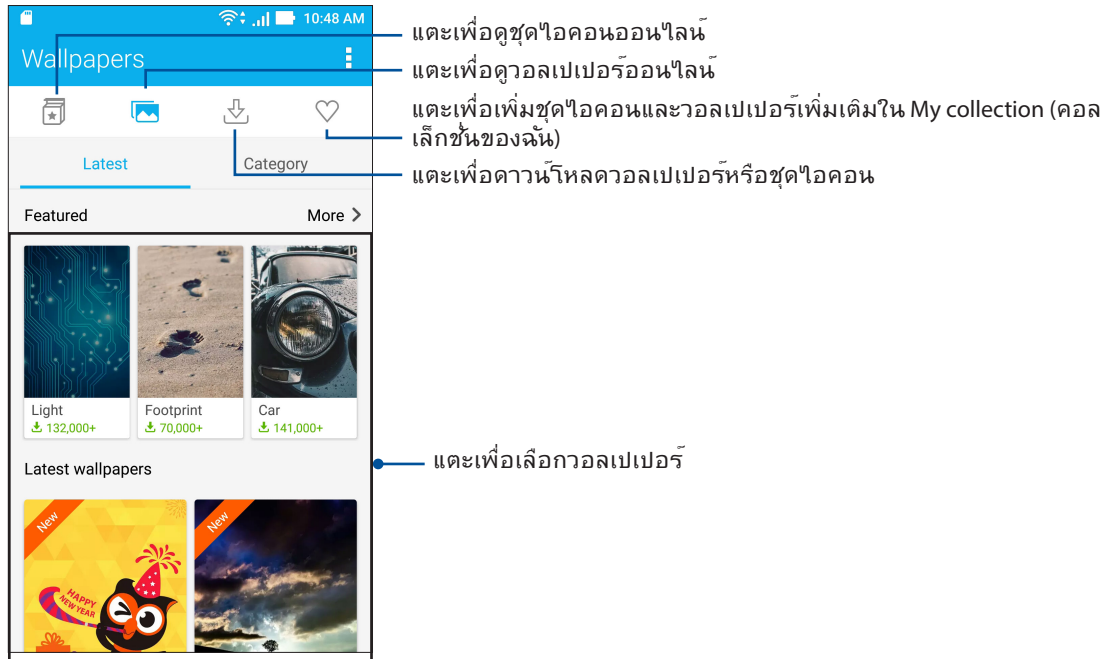 10:48 AM
Wallpapers
Latest
Category
Featured
More
Light
132,000+
Footprint
70,000+
Car
141,000+
Latest wallpapers
New
HAPPY
NEW YEAR
New
แตะเพื่อดูชุดไอคอนออนไลน์
แตะเพื่อดูวอลเปเปอร์ออนไลน์
แตะเพื่อเพิ่มชุดไอคอนและวอลเปเปอร์เพิ่มเติมใน My collection (คอล
เล็กชั่นของฉัน)
แตะเพื่อดาวน์โหลดวอลเปเปอร์หรือชุดไอคอน
แตะเพื่อเลือกวอลเปเปอร์